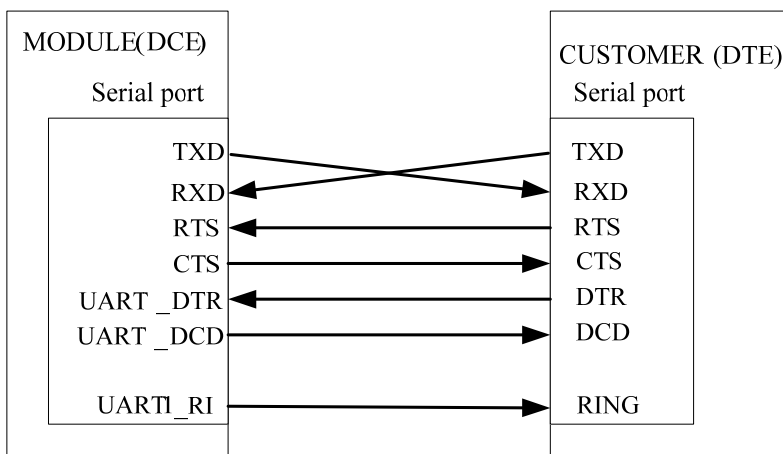 MODULE(DCE)
Serial port
TXD
RXD
RTS
CTS
UART _DTR
UART _DCD
UART1_RI
CUSTOMER (DTE)
Serial port
TXD
RXD
RTS
CTS
DTR
DCD
RING